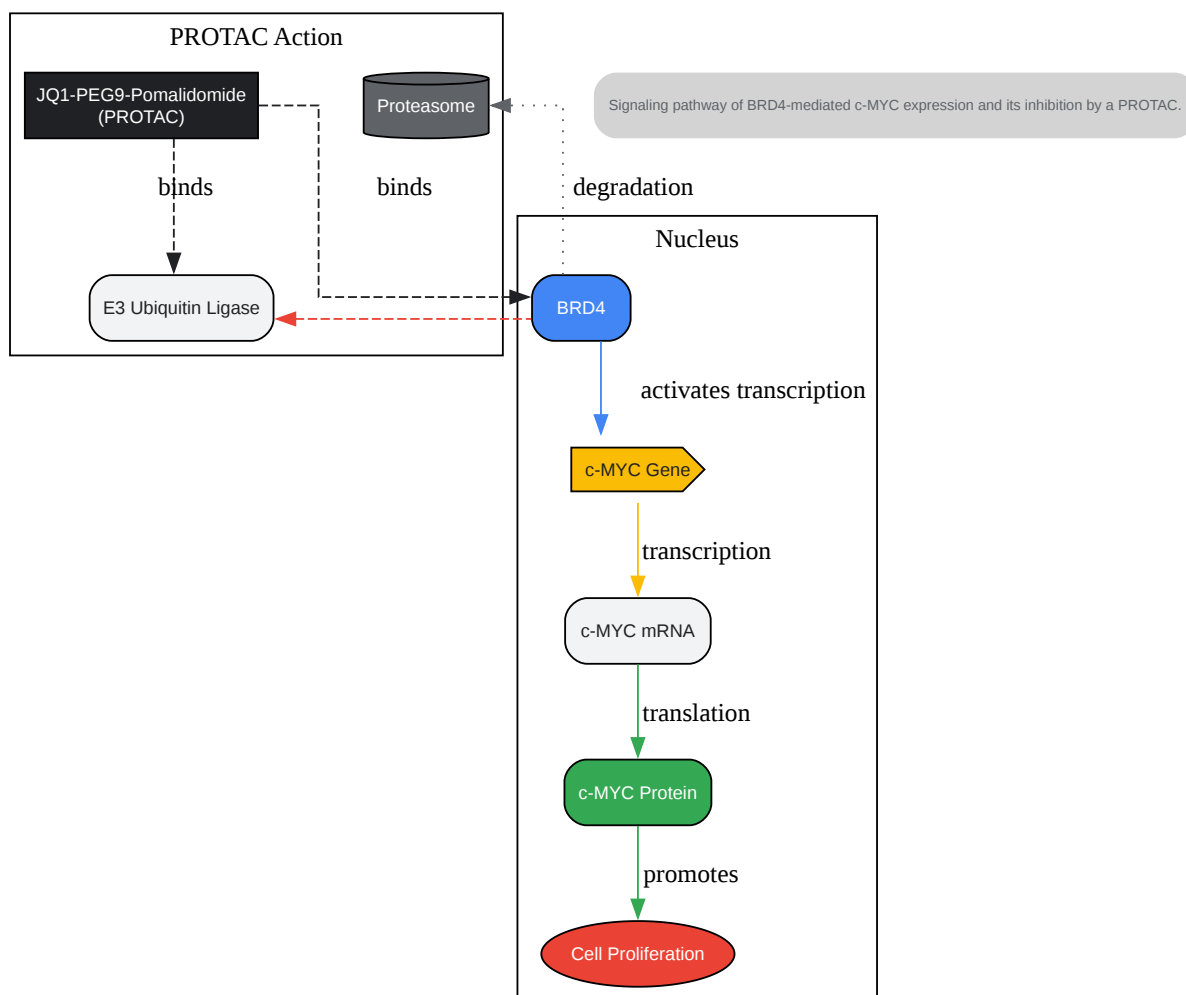 PROTAC Action
JQ1-PEG9-Pomalidomide
(PROTAC)
Proteasome
Signaling pathway of BRD4-mediated c-MYC expression and its inhibition by a PROTAC.
binds
binds
degradation
Nucleus
E3 Ubiquitin Ligase
BRD4
activates transcription
c-MYC Gene
transcription
c-MYC mRNA
translation
c-MYC Protein
promotes
Cell Proliferation